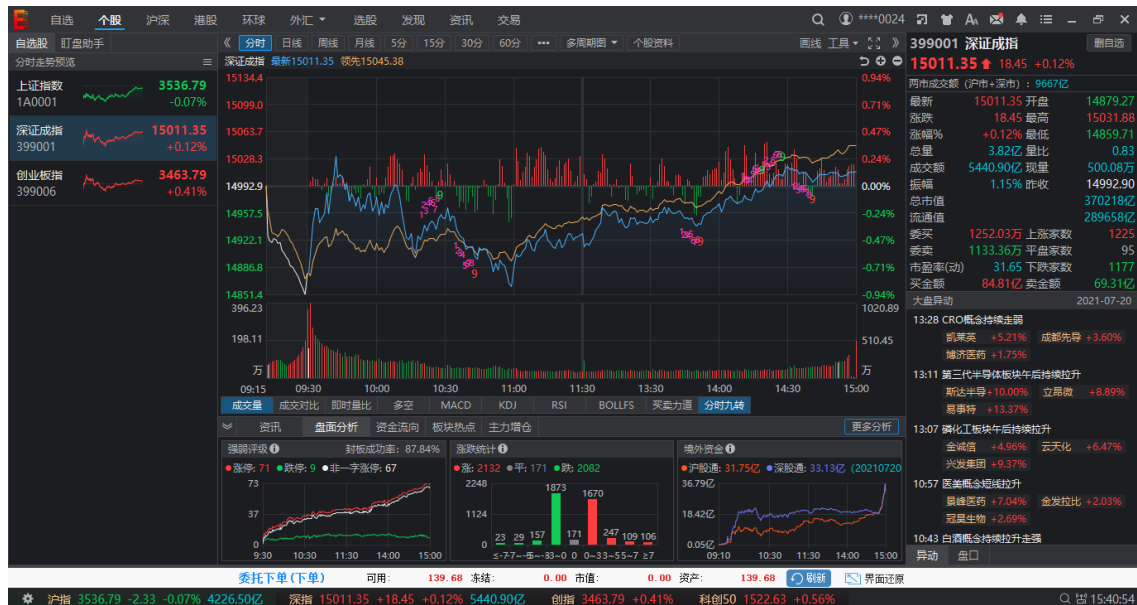 E 自选 个股 沪深 港股 环球 外汇 选股 发现 资讯 交易 ****0024
自选股 盯盘助手
分时走势预览
上证指数 3536.79
1A0001 -0.07%
深证成指 15011.35
399001 +0.12%
创业板指 3463.79
399006 +0.41%
《 分时 日线 周线 月线 5分 15分 30分 60分 ••• 多周期图 个股资料 画线 工具 》
深证成指 最新15011.35 领先15045.38
15134.4 0.94%
15099.0 0.71%
15063.7 0.47%
15028.3 0.24%
14992.9 0.00%
14957.5 -0.24%
14922.1 -0.47%
14886.8 -0.71%
14851.4 -0.94%
396.23 1020.89
198.11 510.45
万 万
09:15 09:30 10:00 10:30 11:00 11:30 13:30 14:00 14:30 15:00
成交量 成交对比 即时量比 多空 MACD KDJ RSI BOLLFS 买卖力道 分时九转
资讯 盘面分析 资金流向 板块热点 主力增仓 更多分析
强弱评级 封板成功率: 87.84%
涨停: 71 跌停: 9 非一字涨停: 67
73
37
0
9:30 10:30 11:30 14:00 15:00
涨跌统计
涨: 2132 平: 171 跌: 2082
2248
1124
0
23 29 157 1873 171 1670 247 109 106
≤-7 -7~-5 -5~-3 -3~0 0 0~3 3~5 5~7 ≥7
境外资金
沪股通: 31.75亿 深股通: 33.13亿 (20210720
36.79亿
18.42亿
0.05亿
09:10 10:30 11:30 14:00 15:00
399001 深证成指 删自选
15011.35 18.45 +0.12%
两市成交额 (沪市+深市) : 9667亿
最新 15011.35 开盘 14879.27
涨跌 18.45 最高 15031.88
涨幅% +0.12% 最低 14859.71
总量 3.82亿 量比 0.83
成交额 5440.90亿 现量 500.08万
振幅 1.15% 昨收 14992.90
总市值 370218亿
流通值 289658亿
委买 1252.03万 上涨家数 1225
委卖 1133.36万 平盘家数 95
市盈率(动) 31.65 下跌家数 1177
买金额 84.81亿 卖金额 69.31亿
大盘异动 2021-07-20
13:28 CRO概念持续走弱
凯莱英 +5.21% 成都先导 +3.60%
博济医药 +1.75%
13:11 第三代半导体板块午后持续拉升
斯达半导 +10.00% 立昂微 +8.89%
易事特 +13.37%
13:07 磷化工板块午后持续拉升
金诚信 +4.96% 云天化 +6.47%
兴发集团 +9.37%
10:57 医美概念短线拉升
景峰医药 +7.04% 金发拉比 +2.03%
冠昊生物 +2.69%
10:43 白酒概念持续拉升走强
异动 盘口
委托下单(下单) 可用: 139.68 冻结: 0.00 市值: 0.00 资产: 139.68 刷新 界面还原
沪指 3536.79 -2.33 -0.07% 4226.50亿 深指 15011.35 +18.45 +0.12% 5440.90亿 创指 3463.79 +0.41% 科创50 1522.63 +0.56% 15:40:54